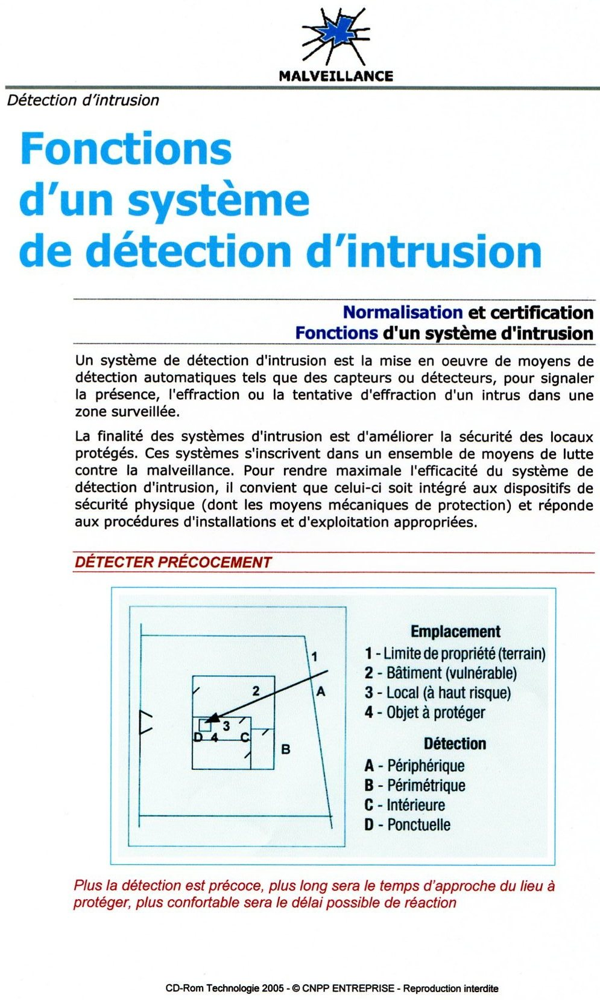 MALVEILLANCE
Détection d'intrusion
Fonctions
d'un système
de détection d'intrusion
Normalisation et certification
Fonctions d'un système d'intrusion
Un système de détection d'intrusion est la mise en oeuvre de moyens de
détection automatiques tels que des capteurs ou détecteurs, pour signaler
la présence, l'effraction ou la tentative d'effraction d'un intrus dans une
zone surveillée.
La finalité des systèmes d'intrusion est d'améliorer la sécurité des locaux
protégés. Ces systèmes s'inscrivent dans un ensemble de moyens de lutte
contre la malveillance. Pour rendre maximale l'efficacité du système de
détection d'intrusion, il convient que celui-ci soit intégré aux dispositifs de
sécurité physique (dont les moyens mécaniques de protection) et réponde
aux procédures d'installations et d'exploitation appropriées.
DÉTECTER PRÉCOCEMENT
1
2
A
3
D 4 C
B
Emplacement
1 - Limite de propriété (terrain)
2 - Bâtiment (vulnérable)
3 - Local (à haut risque)
4 - Objet à protéger
Détection
A - Périphérique
B - Périmétrique
C - Intérieure
D - Ponctuelle
Plus la détection est précoce, plus long sera le temps d'approche du lieu à
protéger, plus confortable sera le délai possible de réaction
CD-Rom Technologie 2005 - © CNPP ENTREPRISE - Reproduction interdite